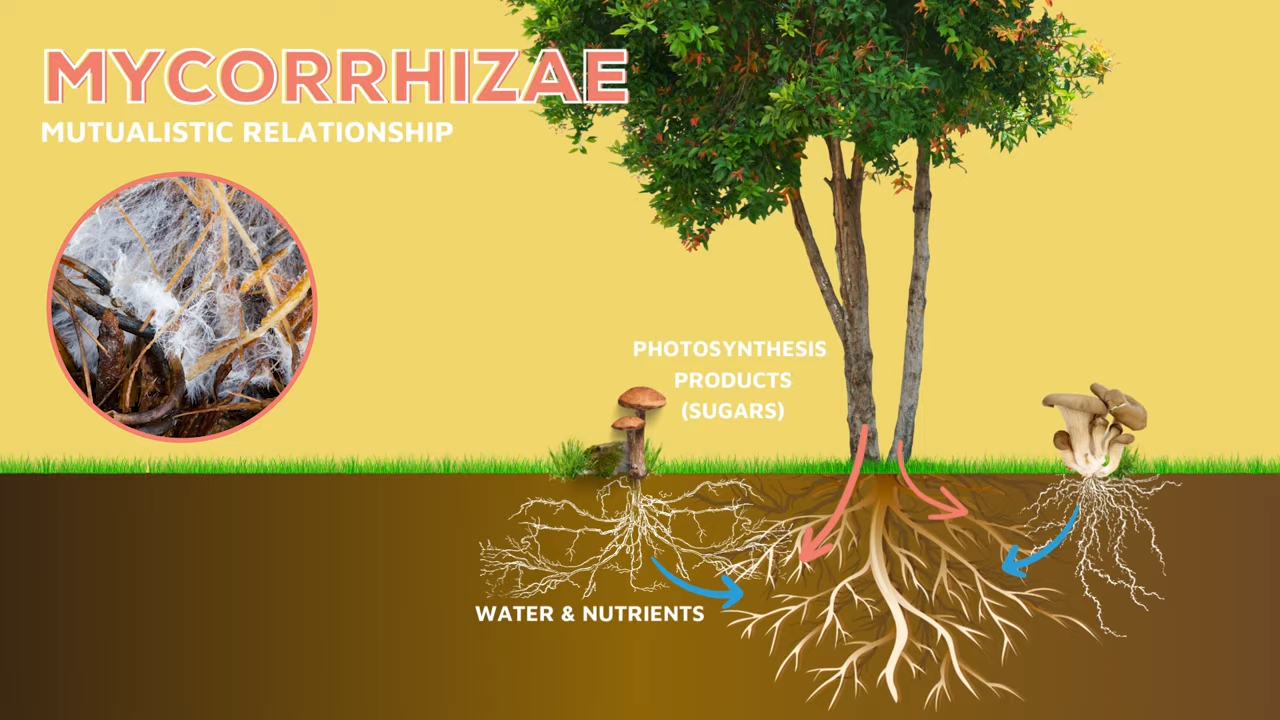 MYCORRHIZAE
MUTUALISTIC RELATIONSHIP
PHOTOSYNTHESIS
PRODUCTS
(SUGARS)
WATER & NUTRIENTS